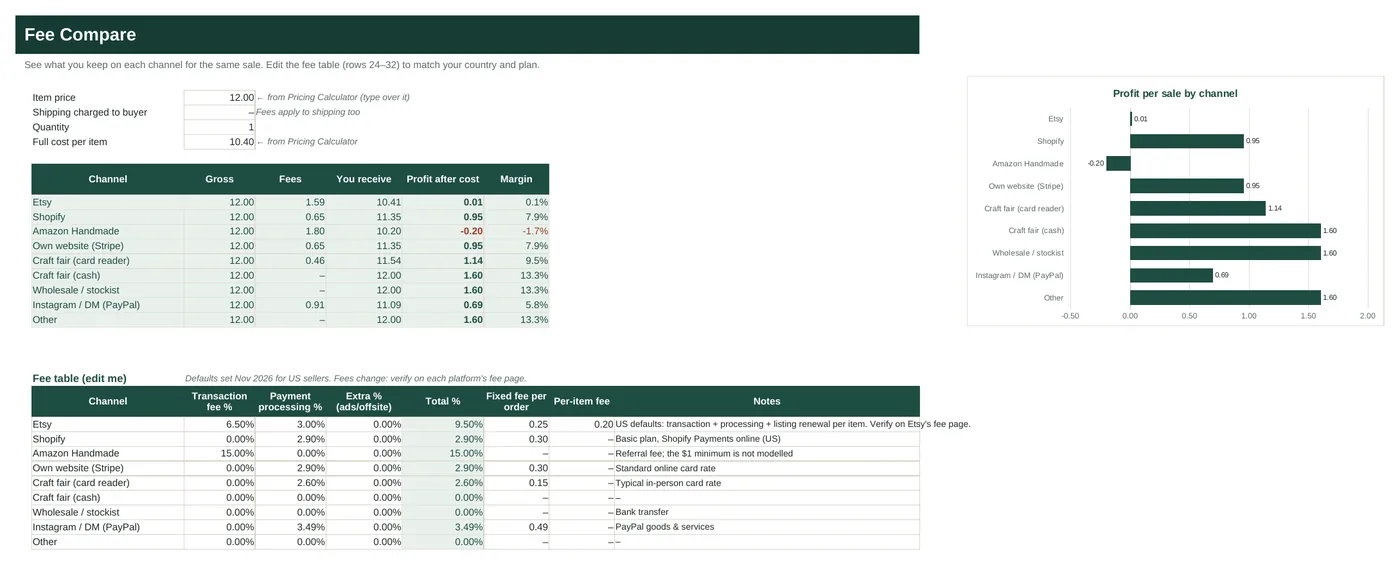 Fee Compare
See what you keep on each channel for the same sale. Edit the fee table (rows 24–32) to match your country and plan.
Item price 12.00 ← from Pricing Calculator (type over it)
Shipping charged to buyer – Fees apply to shipping too
Quantity 1
Full cost per item 10.40 ← from Pricing Calculator
Channel Gross Fees You receive Profit after cost Margin
Etsy 12.00 1.59 10.41 0.01 0.1%
Shopify 12.00 0.65 11.35 0.95 7.9%
Amazon Handmade 12.00 1.80 10.20 -0.20 -1.7%
Own website (Stripe) 12.00 0.65 11.35 0.95 7.9%
Craft fair (card reader) 12.00 0.46 11.54 1.14 9.5%
Craft fair (cash) 12.00 – 12.00 1.60 13.3%
Wholesale / stockist 12.00 – 12.00 1.60 13.3%
Instagram / DM (PayPal) 12.00 0.91 11.09 0.69 5.8%
Other 12.00 – 12.00 1.60 13.3%
Profit per sale by channel
Etsy 0.01
Shopify 0.95
Amazon Handmade -0.20
Own website (Stripe) 0.95
Craft fair (card reader) 1.14
Craft fair (cash) 1.60
Wholesale / stockist 1.60
Instagram / DM (PayPal) 0.69
Other 1.60
-0.50 0.00 0.50 1.00 1.50 2.00
Fee table (edit me) Defaults set Nov 2026 for US sellers. Fees change: verify on each platform's fee page.
Channel Transaction fee % Payment processing % Extra % (ads/offsite) Total % Fixed fee per order Per-item fee Notes
Etsy 6.50% 3.00% 0.00% 9.50% 0.25 0.20 US defaults: transaction + processing + listing renewal per item. Verify on Etsy's fee page.
Shopify 0.00% 2.90% 0.00% 2.90% 0.30 – Basic plan, Shopify Payments online (US)
Amazon Handmade 15.00% 0.00% 0.00% 15.00% – – Referral fee; the $1 minimum is not modelled
Own website (Stripe) 0.00% 2.90% 0.00% 2.90% 0.30 – Standard online card rate
Craft fair (card reader) 0.00% 2.60% 0.00% 2.60% 0.15 – Typical in-person card rate
Craft fair (cash) 0.00% 0.00% 0.00% 0.00% – – –
Wholesale / stockist 0.00% 0.00% 0.00% 0.00% – – Bank transfer
Instagram / DM (PayPal) 0.00% 3.49% 0.00% 3.49% 0.49 – PayPal goods & services
Other 0.00% 0.00% 0.00% 0.00% – – –